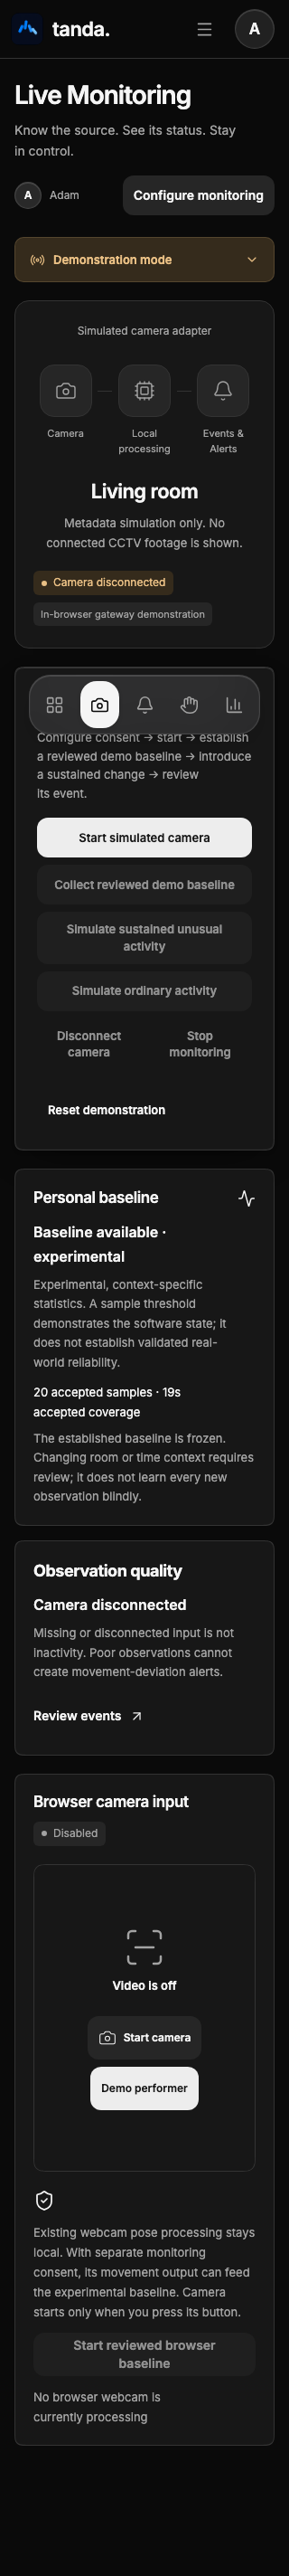 tanda.
A
Live Monitoring
Know the source. See its status. Stay
in control.
A
Adam
Configure monitoring
Demonstration mode
Simulated camera adapter
Camera
Local
processing
Events &
Alerts
Living room
Metadata simulation only. No
connected CCTV footage is shown.
Camera disconnected
In-browser gateway demonstration
Configure consent → start → establish
a reviewed demo baseline → introduce
a sustained change → review
its event.
Start simulated camera
Collect reviewed demo baseline
Simulate sustained unusual
activity
Simulate ordinary activity
Disconnect
camera
Stop
monitoring
Reset demonstration
Personal baseline
Baseline available ·
experimental
Experimental, context-specific
statistics. A sample threshold
demonstrates the software state; it
does not establish validated real-
world reliability.
20 accepted samples · 19s
accepted coverage
The established baseline is frozen.
Changing room or time context requires
review; it does not learn every new
observation blindly.
Observation quality
Camera disconnected
Missing or disconnected input is not
inactivity. Poor observations cannot
create movement-deviation alerts.
Review events
Browser camera input
Disabled
Video is off
Start camera
Demo performer
Existing webcam pose processing stays
local. With separate monitoring
consent, its movement output can feed
the experimental baseline. Camera
starts only when you press its button.
Start reviewed browser
baseline
No browser webcam is
currently processing